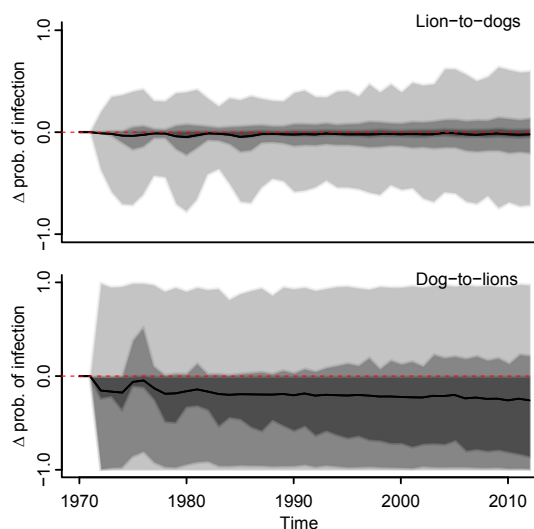 Lion-to-dogs
Δ prob. of infection
1.0
0.0
−1.0
Dog-to-lions
Δ prob. of infection
1.0
0.0
−1.0
1970 1980 1990 2000 2010
Time